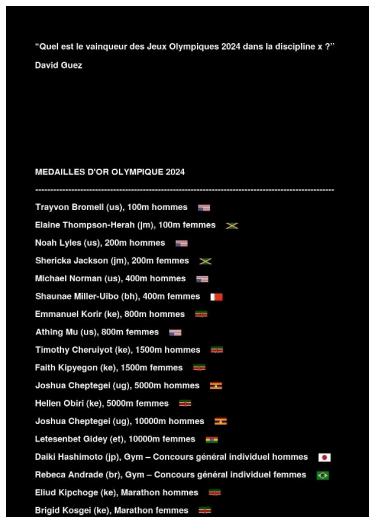 “Quel est le vainqueur des Jeux Olympiques 2024 dans la discipline x ?”
David Guez
MEDAILLES D'OR OLYMPIQUE 2024
----------------------------------------------------------------------------------------------------
Trayvon Bromell (us), 100m hommes
Elaine Thompson-Herah (jm), 100m femmes
Noah Lyles (us), 200m hommes
Shericka Jackson (jm), 200m femmes
Michael Norman (us), 400m hommes
Shaunae Miller-Uibo (bh), 400m femmes
Emmanuel Korir (ke), 800m hommes
Athing Mu (us), 800m femmes
Timothy Cheruiyot (ke), 1500m hommes
Faith Kipyegon (ke), 1500m femmes
Joshua Cheptegei (ug), 5000m hommes
Hellen Obiri (ke), 5000m femmes
Joshua Cheptegei (ug), 10000m hommes
Letesenbet Gidey (et), 10000m femmes
Daiki Hashimoto (jp), Gym – Concours général individuel hommes
Rebeca Andrade (br), Gym – Concours général individuel femmes
Eliud Kipchoge (ke), Marathon hommes
Brigid Kosgei (ke), Marathon femmes